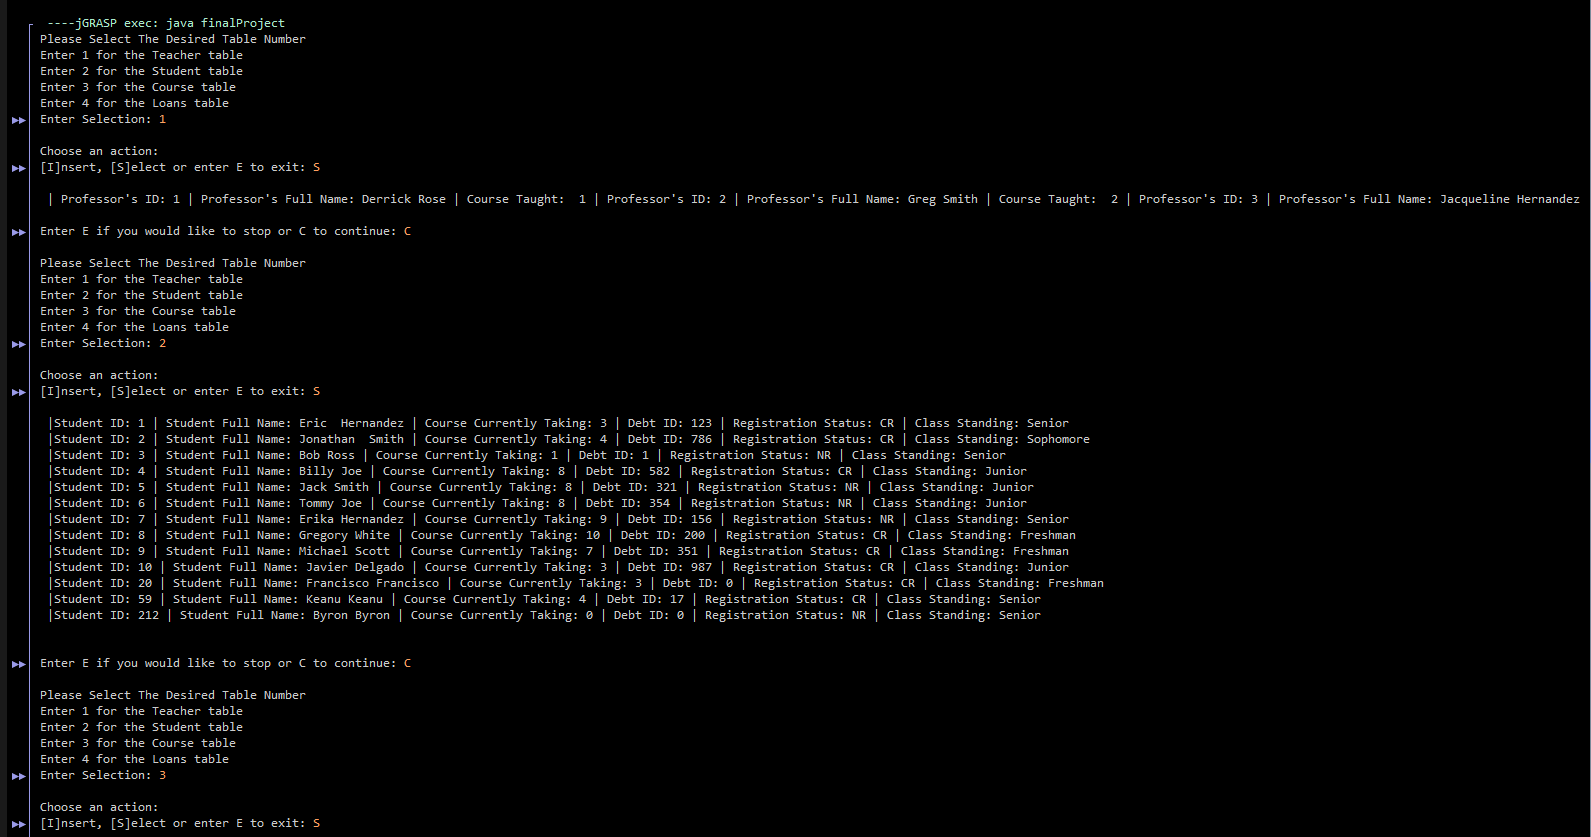 ----jGRASP exec: java finalProject
Please Select The Desired Table Number
Enter 1 for the Teacher table
Enter 2 for the Student table
Enter 3 for the Course table
Enter 4 for the Loans table
Enter Selection: 1
Choose an action:
[I]nsert, [S]elect or enter E to exit: S
| Professor's ID: 1 | Professor's Full Name: Derrick Rose | Course Taught:  1 | Professor's ID: 2 | Professor's Full Name: Greg Smith | Course Taught:  2 | Professor's ID: 3 | Professor's Full Name: Jacqueline Hernandez
Enter E if you would like to stop or C to continue: C
Please Select The Desired Table Number
Enter 1 for the Teacher table
Enter 2 for the Student table
Enter 3 for the Course table
Enter 4 for the Loans table
Enter Selection: 2
Choose an action:
[I]nsert, [S]elect or enter E to exit: S
|Student ID: 1 | Student Full Name: Eric  Hernandez | Course Currently Taking: 3 | Debt ID: 123 | Registration Status: CR | Class Standing: Senior
|Student ID: 2 | Student Full Name: Jonathan  Smith | Course Currently Taking: 4 | Debt ID: 786 | Registration Status: CR | Class Standing: Sophomore
|Student ID: 3 | Student Full Name: Bob Ross | Course Currently Taking: 1 | Debt ID: 1 | Registration Status: NR | Class Standing: Senior
|Student ID: 4 | Student Full Name: Billy Joe | Course Currently Taking: 8 | Debt ID: 582 | Registration Status: CR | Class Standing: Junior
|Student ID: 5 | Student Full Name: Jack Smith | Course Currently Taking: 8 | Debt ID: 321 | Registration Status: NR | Class Standing: Junior
|Student ID: 6 | Student Full Name: Tommy Joe | Course Currently Taking: 8 | Debt ID: 354 | Registration Status: NR | Class Standing: Junior
|Student ID: 7 | Student Full Name: Erika Hernandez | Course Currently Taking: 9 | Debt ID: 156 | Registration Status: NR | Class Standing: Senior
|Student ID: 8 | Student Full Name: Gregory White | Course Currently Taking: 10 | Debt ID: 200 | Registration Status: CR | Class Standing: Freshman
|Student ID: 9 | Student Full Name: Michael Scott | Course Currently Taking: 7 | Debt ID: 351 | Registration Status: CR | Class Standing: Freshman
|Student ID: 10 | Student Full Name: Javier Delgado | Course Currently Taking: 3 | Debt ID: 987 | Registration Status: CR | Class Standing: Junior
|Student ID: 20 | Student Full Name: Francisco Francisco | Course Currently Taking: 3 | Debt ID: 0 | Registration Status: CR | Class Standing: Freshman
|Student ID: 59 | Student Full Name: Keanu Keanu | Course Currently Taking: 4 | Debt ID: 17 | Registration Status: CR | Class Standing: Senior
|Student ID: 212 | Student Full Name: Byron Byron | Course Currently Taking: 0 | Debt ID: 0 | Registration Status: NR | Class Standing: Senior
Enter E if you would like to stop or C to continue: C
Please Select The Desired Table Number
Enter 1 for the Teacher table
Enter 2 for the Student table
Enter 3 for the Course table
Enter 4 for the Loans table
Enter Selection: 3
Choose an action:
[I]nsert, [S]elect or enter E to exit: S